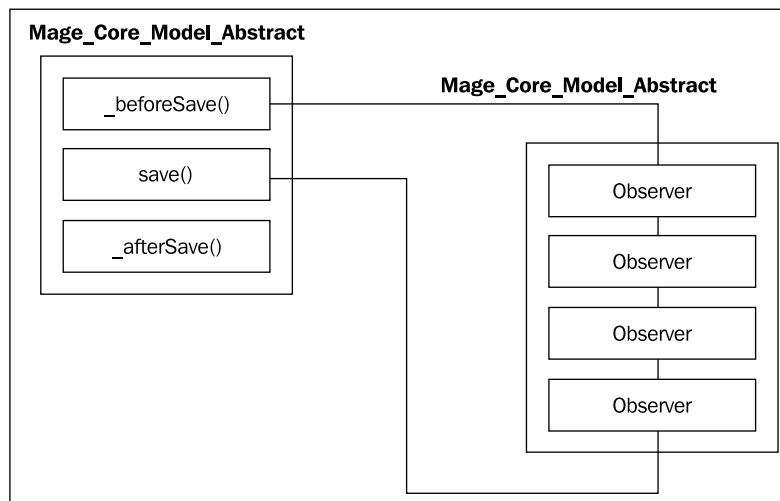 Mage_Core_Model_Abstract
_beforeSave()
save()
_afterSave()
Mage_Core_Model_Abstract
Observer
Observer
Observer
Observer